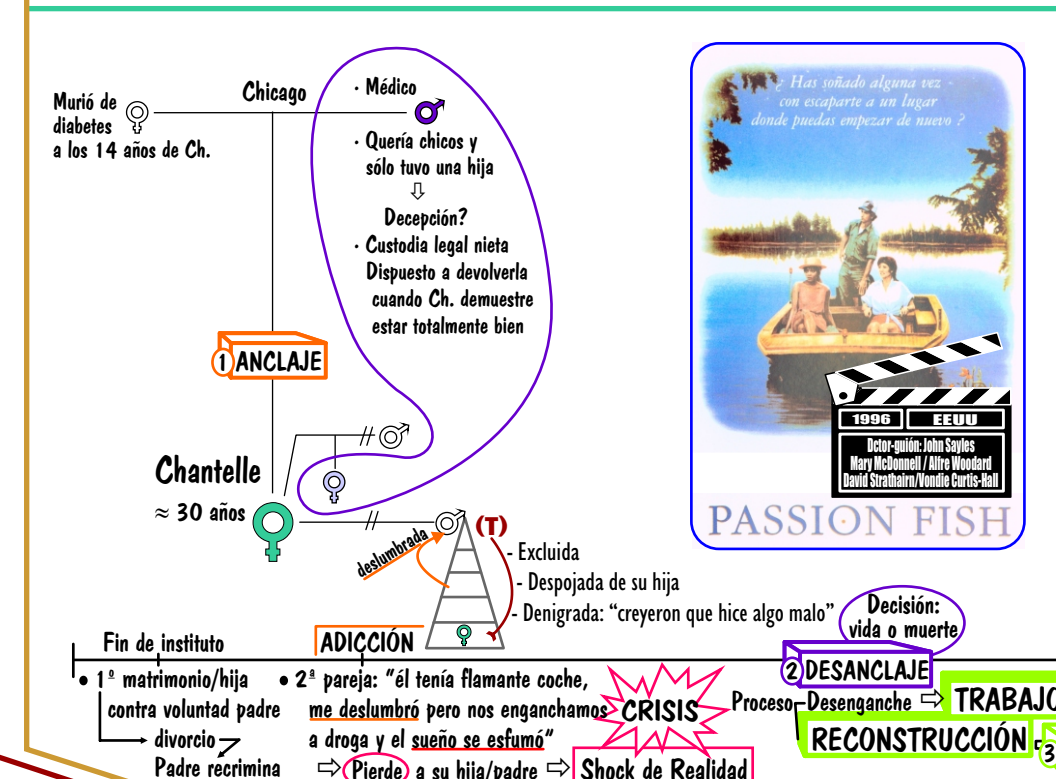 Murió de
diabetes
a los 14 años de Ch.
Chicago
· Médico
· Quería chicos y
sólo tuvo una hija
⇩
Decepción?
· Custodia legal nieta
Dispuesto a devolverla
cuando Ch. demuestre
estar totalmente bien
1 ANCLAJE
Chantelle
≈ 30 años
deslumbrada
(T)
- Excluida
- Despojada de su hija
- Denigrada: “creyeron que hice algo malo”
¿ Has soñado alguna vez
con escaparte a un lugar
donde puedas empezar de nuevo ?
1996 EEUU
Dctor-guión: John Sayles
Mary McDonnell / Alfre Woodard
David Strathairn/Vondie Curtis-Hall
PASSION FISH
Decisión:
vida o muerte
Fin de instituto
ADICCIÓN
2 DESANCLAJE
• 1º matrimonio/hija
contra voluntad padre
divorcio
Padre recrimina
• 2ª pareja: “él tenía flamante coche,
me deslumbró pero nos enganchamos
a droga y el sueño se esfumó”
⇨ Pierde a su hija/padre ⇨ Shock de Realidad
CRISIS
Proceso Desenganche ⇨ TRABAJO
RECONSTRUCCIÓN 3